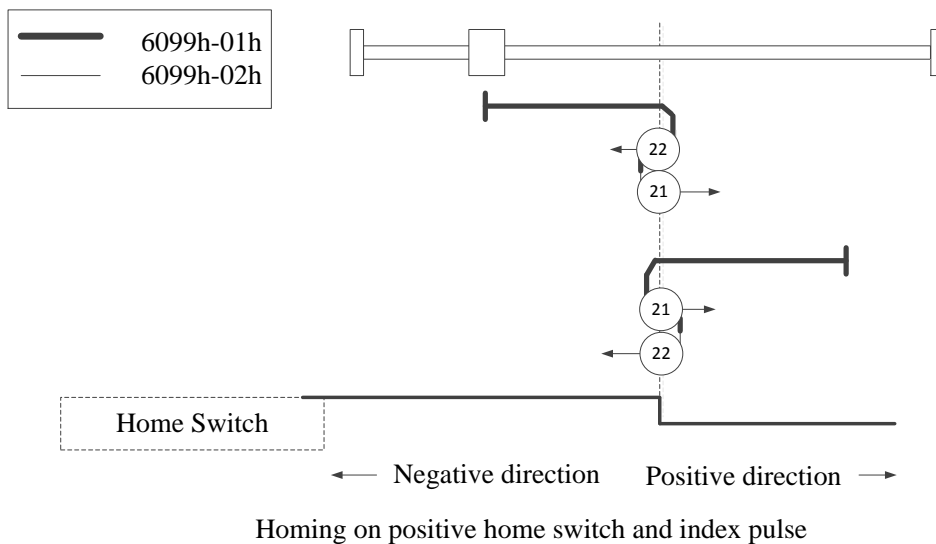 6099h-01h
6099h-02h
22
21
21
22
Home Switch
Negative direction
Positive direction
Homing on positive home switch and index pulse